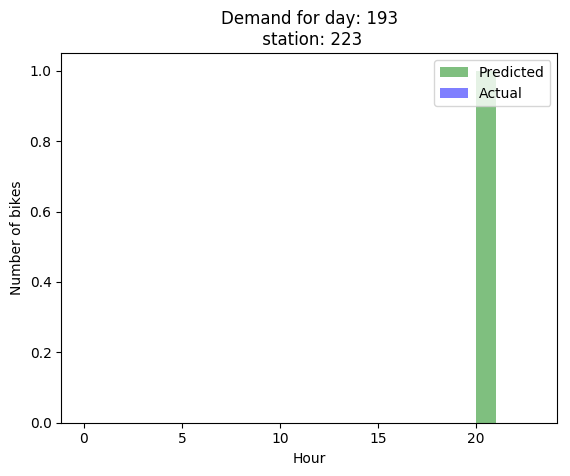 Demand for day: 193
station: 223
Predicted
Actual
1.0
0.8
0.6
0.4
0.2
0.0
Number of bikes
0
5
10
15
20
Hour